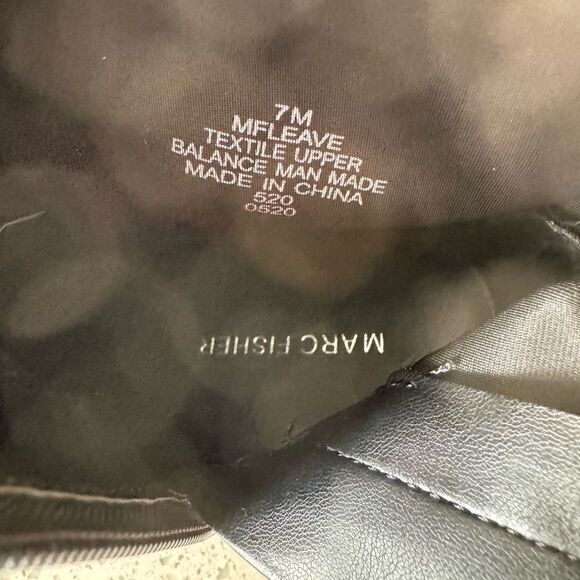 7M
MFLEAVE
TEXTILE UPPER
BALANCE MAN MADE
MADE IN CHINA
520
0520
MARC FISHER